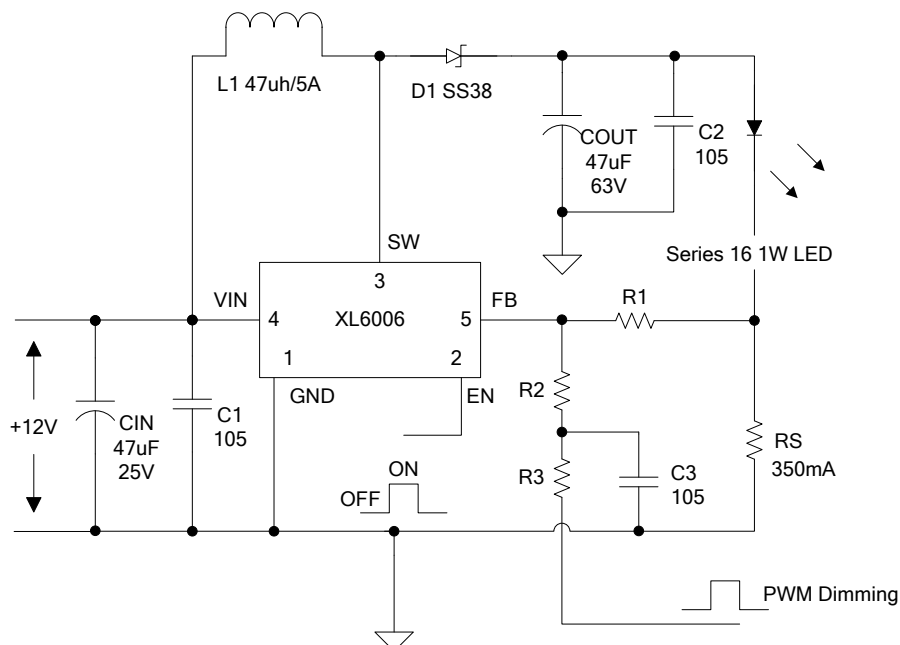 L1 47uh/5A
D1 SS38
COUT
47uF
63V
C2
105
SW
Series 16 1W LED
3
VIN
4
XL6006
5
FB
R1
1
2
GND
EN
R2
+12V
CIN
47uF
25V
C1
105
RS
350mA
ON
OFF
R3
C3
105
PWM Dimming